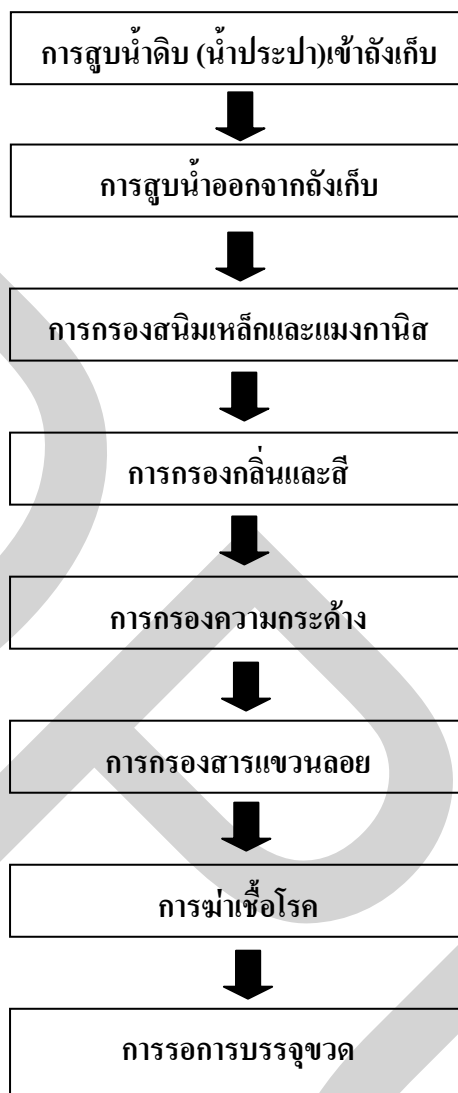 การสูบน้ำดิบ (น้ำประปา)เข้าถังเก็บ
การสูบน้ำออกจากถังเก็บ
การกรองสนิมเหล็กและแมงกานิส
การกรองกลิ่นและสี
การกรองความกระด้าง
การกรองสารแขวนลอย
การฆ่าเชื้อโรค
การรอการบรรจุขวด